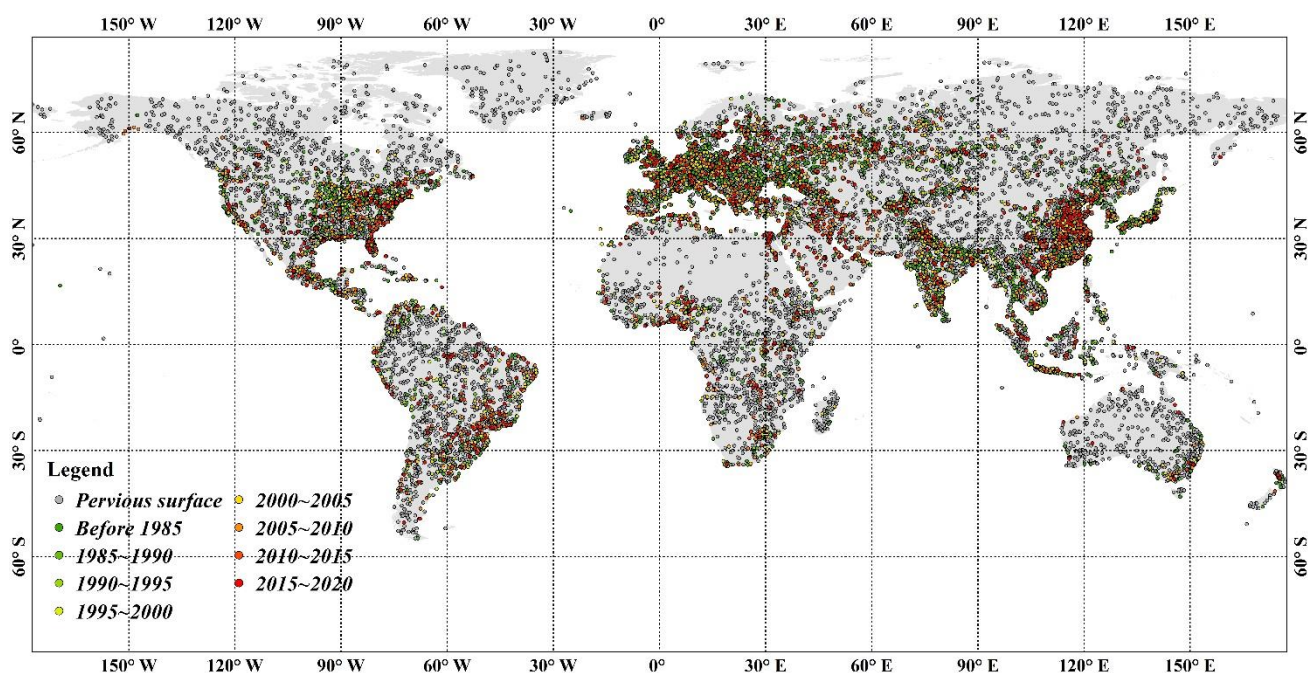 150° W 120° W 90° W 60° W 30° W 0° 30° E 60° E 90° E 120° E 150° E
60° N 60° N
30° N 30° N
0° 0°
30° S 30° S
Legend
Pervious surface 2000~2005
Before 1985 2005~2010
1985~1990 2010~2015
60° S 60° S
1990~1995 2015~2020
1995~2000
150° W 120° W 90° W 60° W 30° W 0° 30° E 60° E 90° E 120° E 150° E